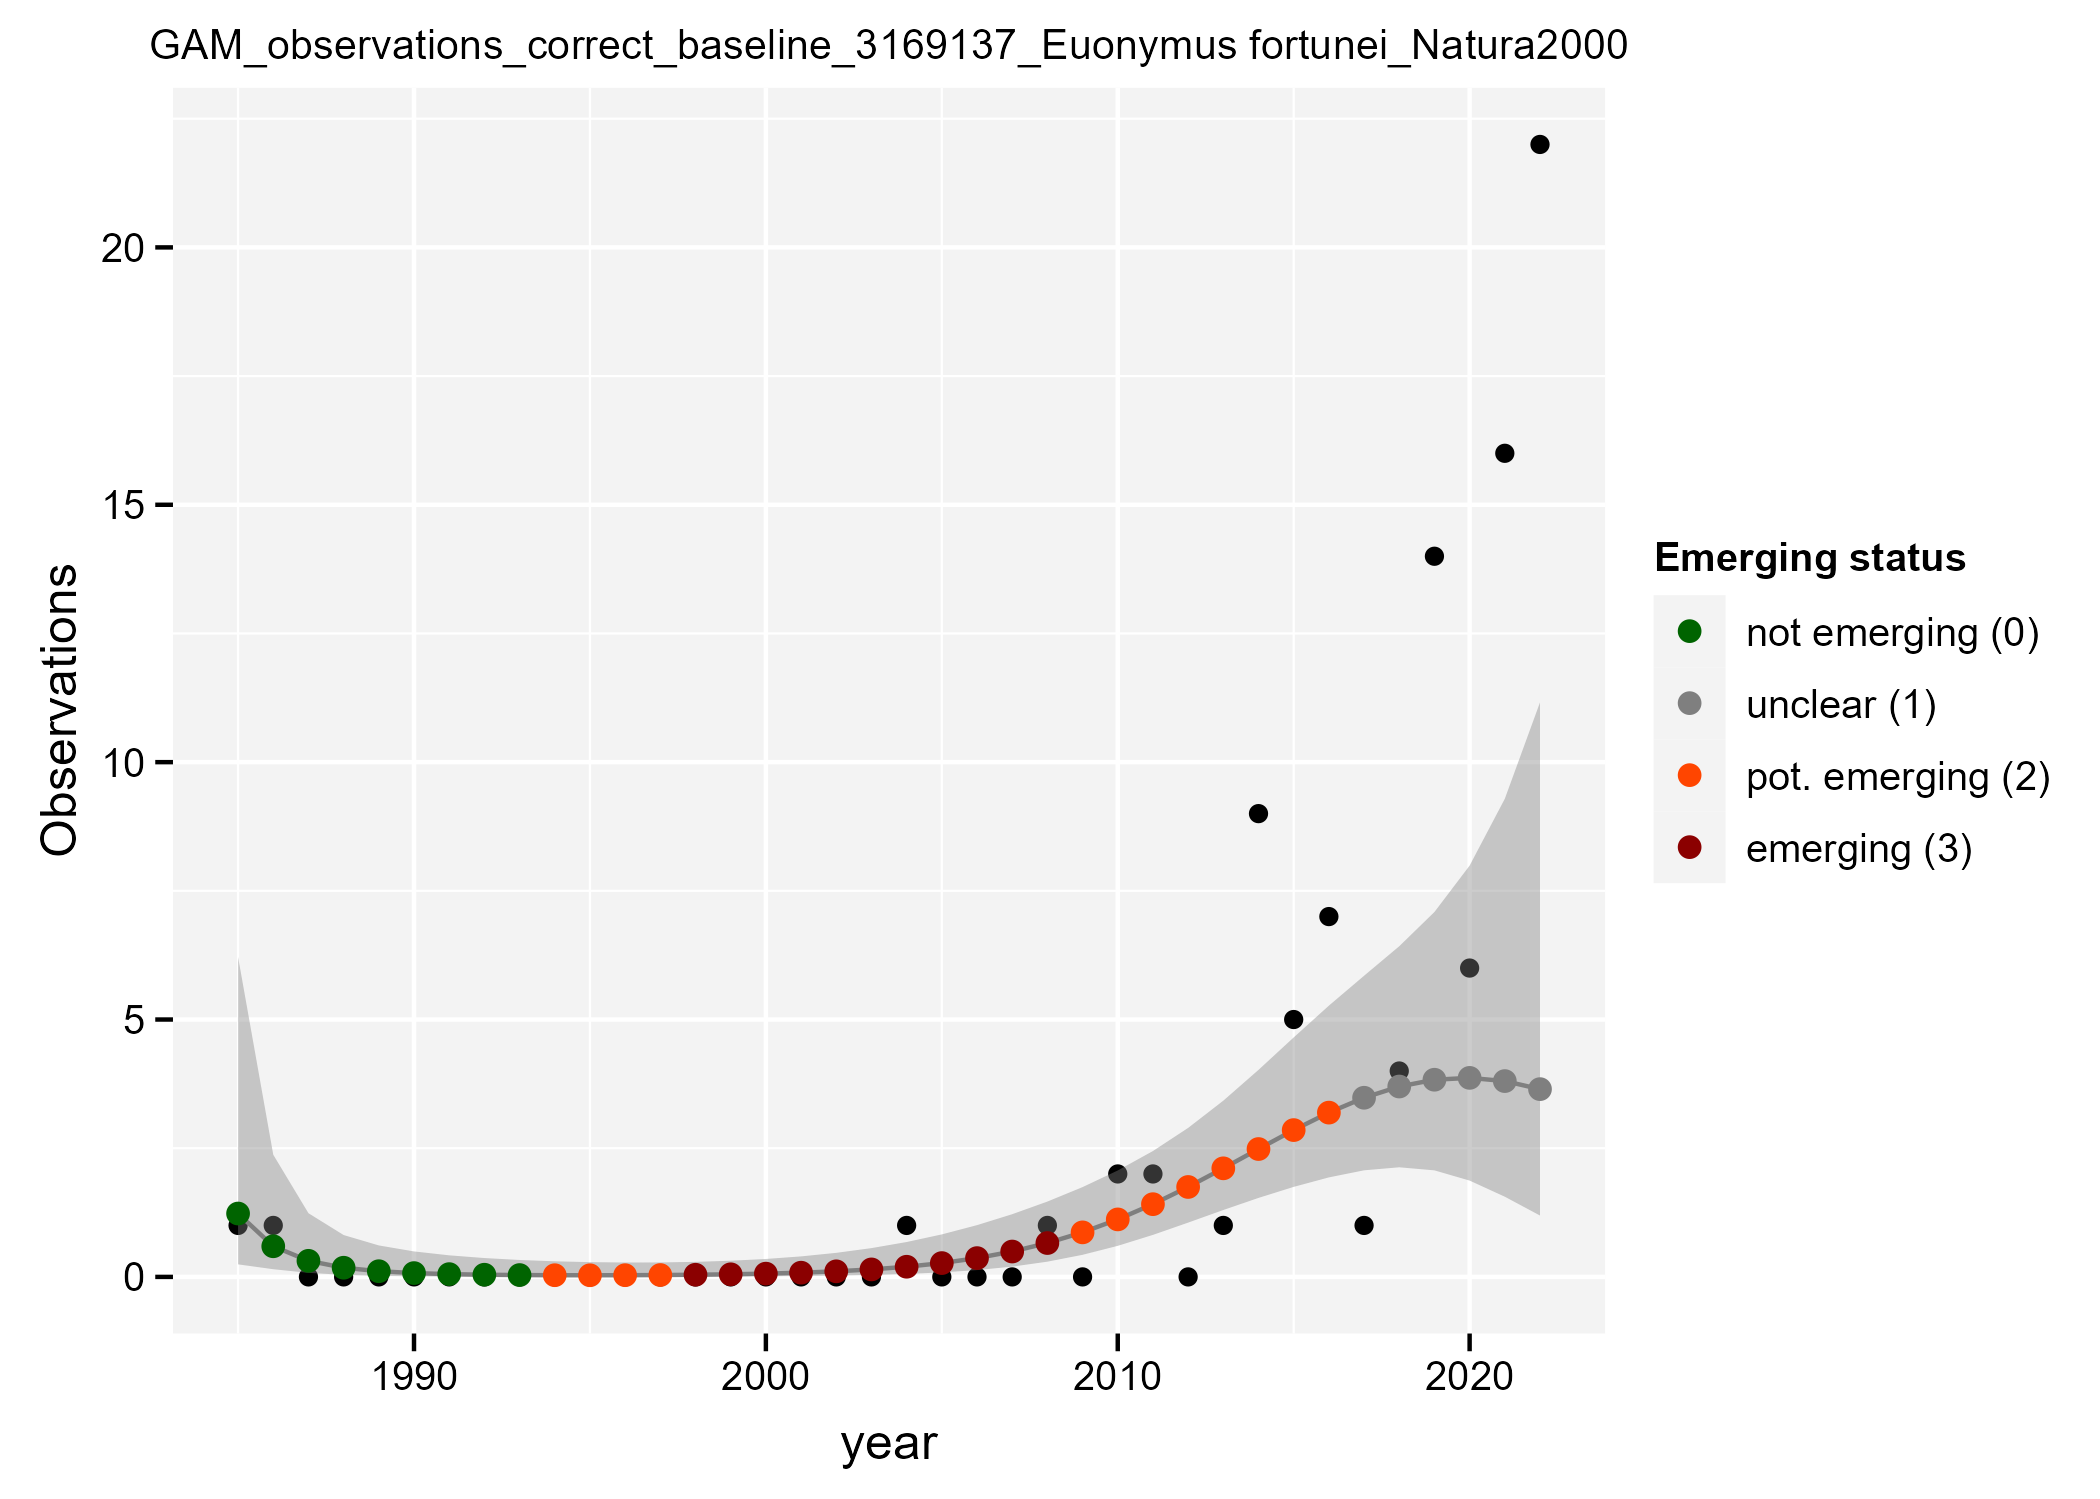 GAM_observations_correct_baseline_3169137_Euonymus fortunei_Natura2000
20
15
10
5
0
Observations
1990
2000
2010
2020
year
Emerging status
not emerging (0)
unclear (1)
pot. emerging (2)
emerging (3)